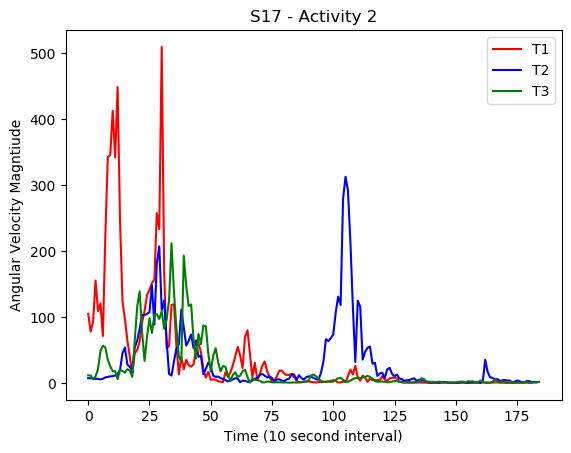 S17 - Activity 2
T1
T2
T3
500
400
300
200
100
0
Angular Velocity Magntiude
0 25 50 75 100 125 150 175
Time (10 second interval)